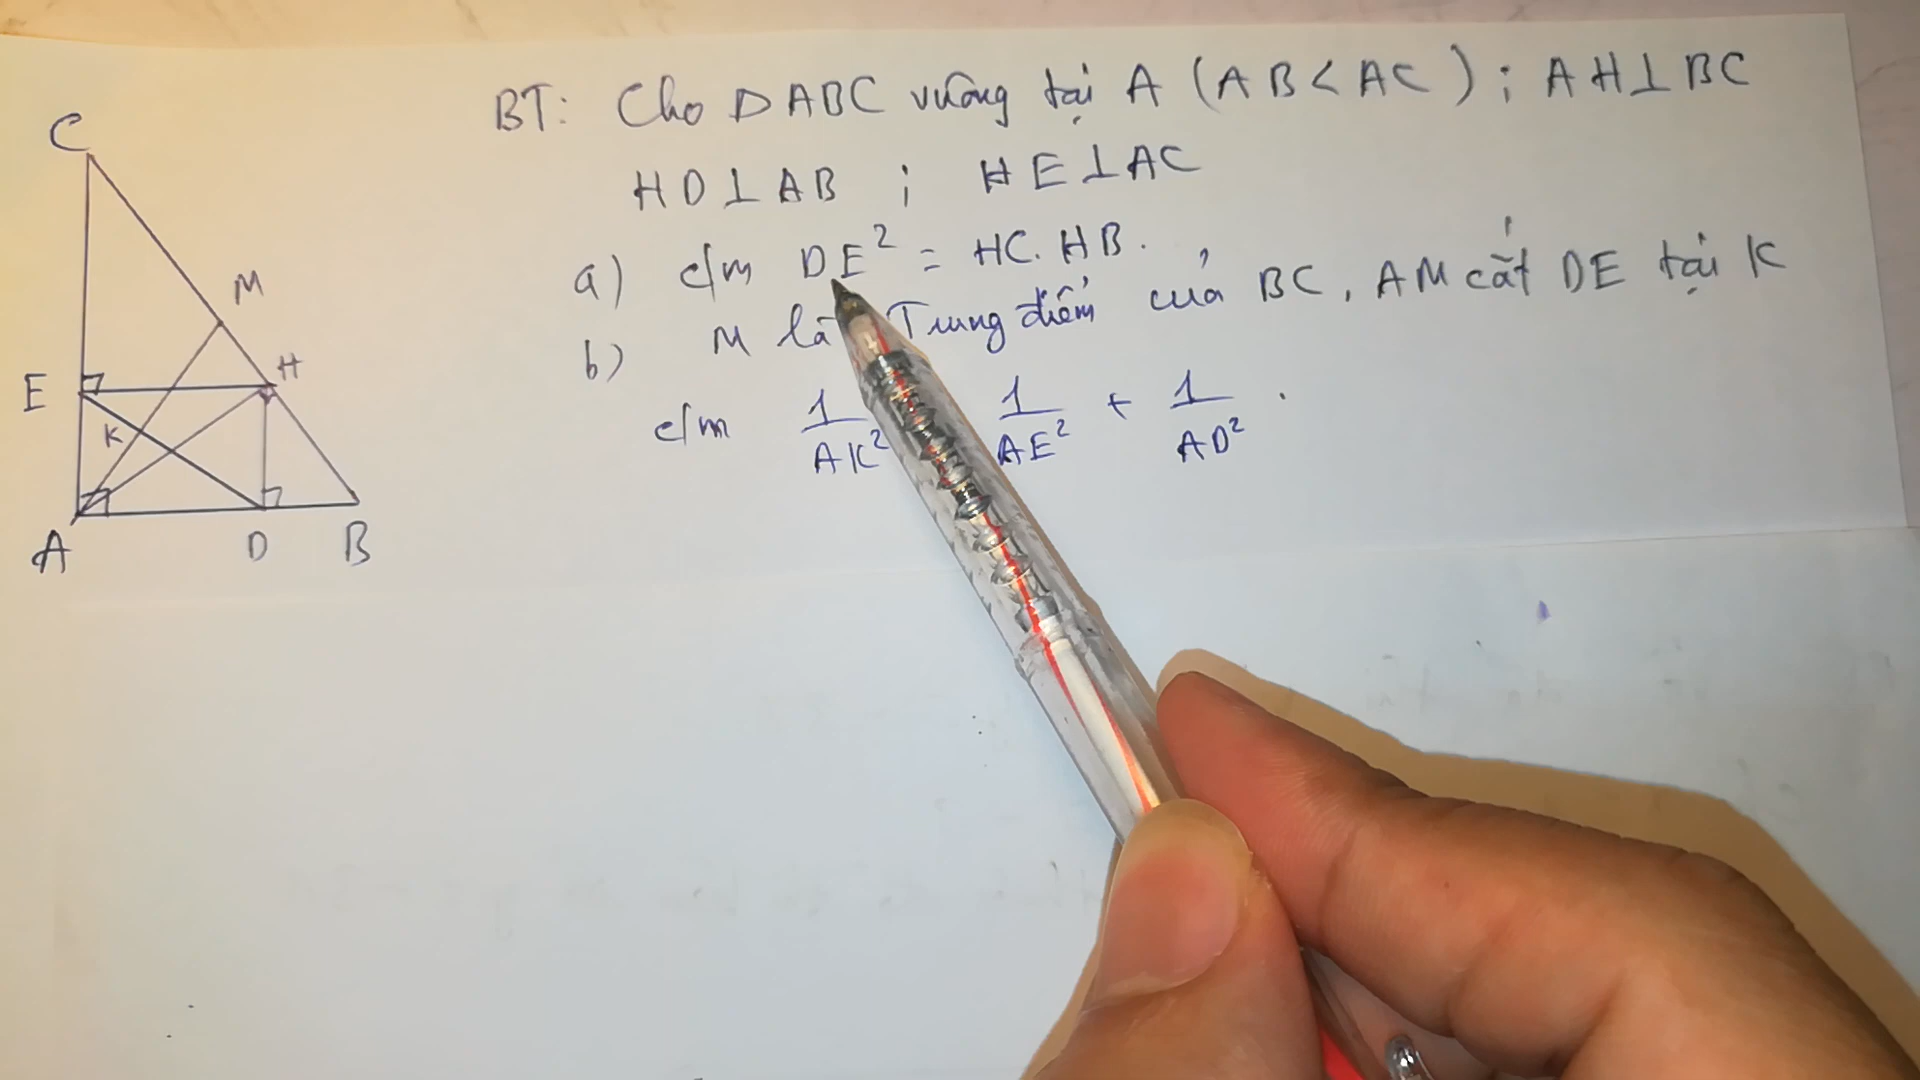 BT: Cho D ABC vuông tại A (AB < AC); AH⊥BC
HD⊥AB ; HE⊥AC
a) c/m DE² = HC.HB.
b) M là Trung điểm của BC, AM cắt DE tại K
c/m 1/AK² 1/AE² + 1/AD².
C
M
H
E
K
A D B